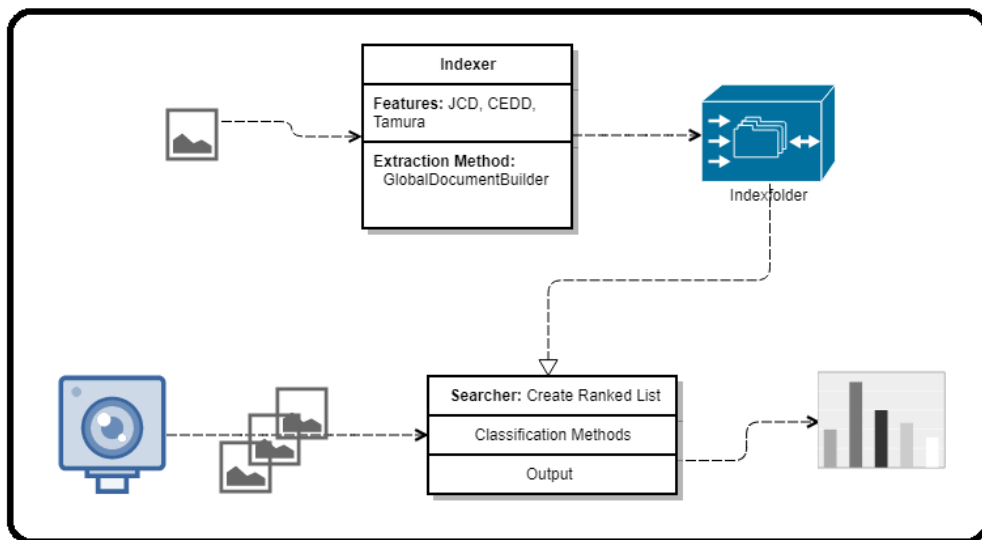 Indexer
Features: JCD, CEDD,
Tamura
Extraction Method:
GlobalDocumentBuilder
Indexfolder
Searcher: Create Ranked List
Classification Methods
Output